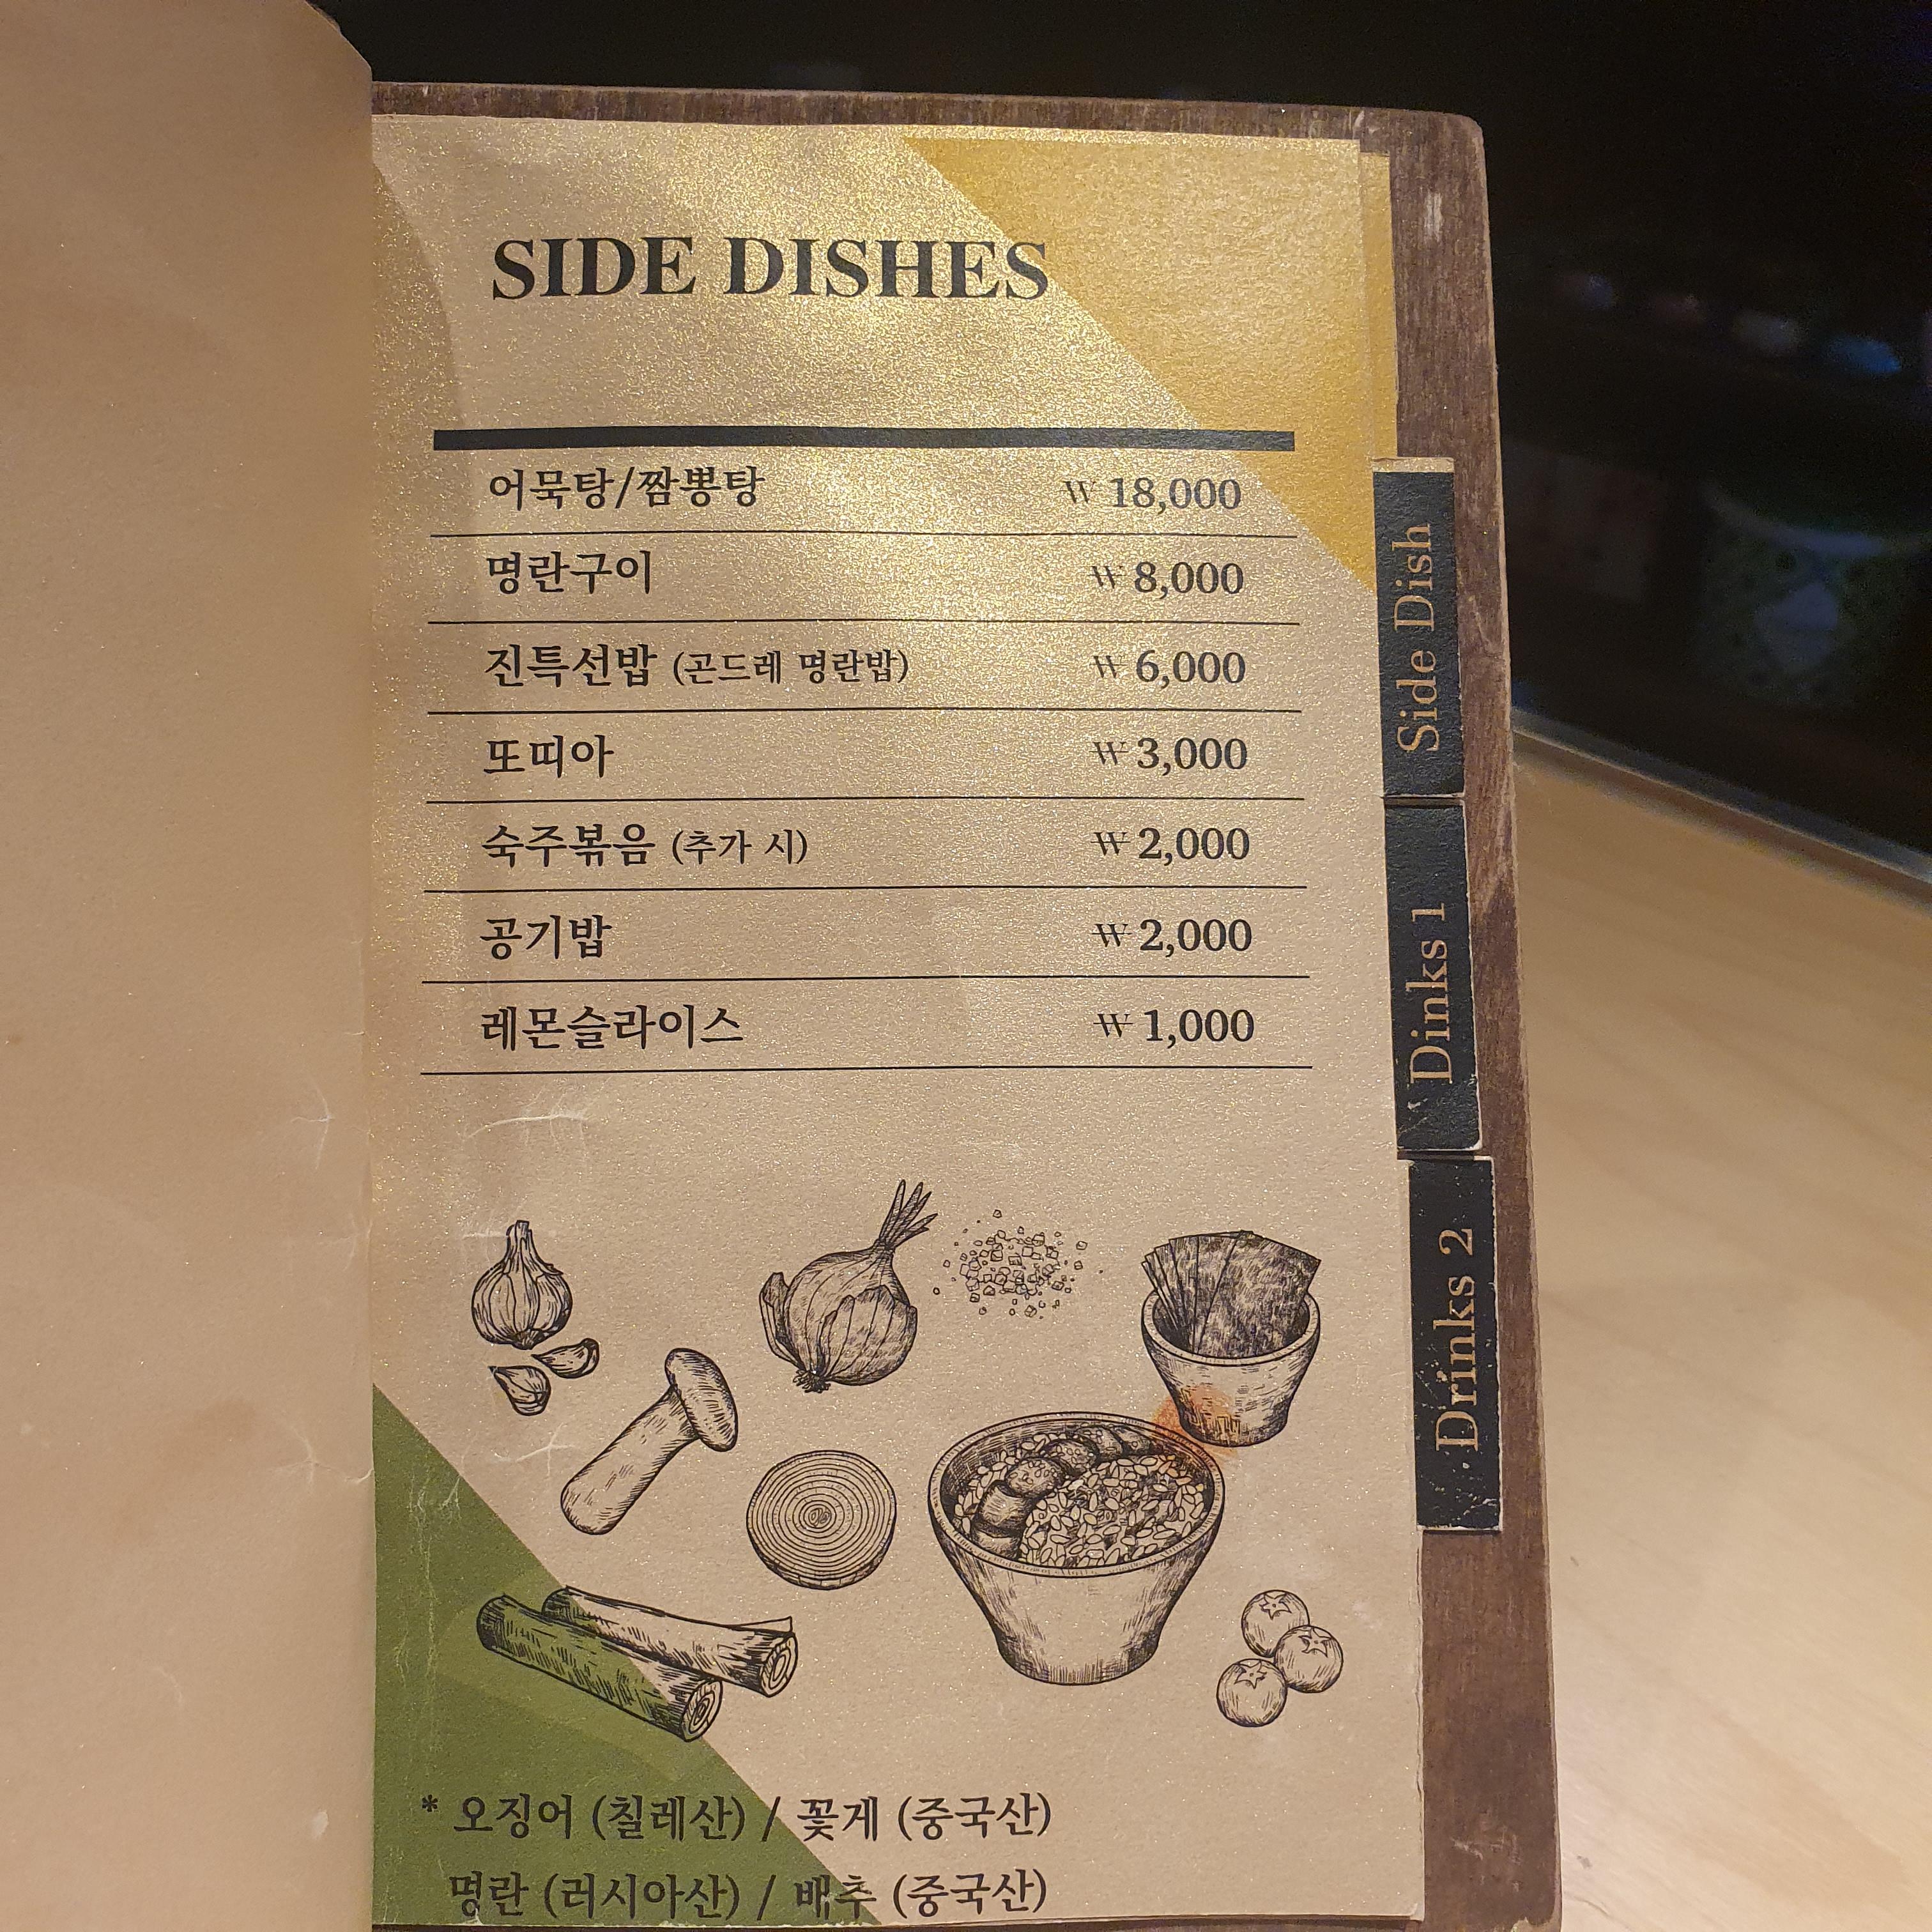 SIDE DISHES
어묵탕/짬뽕탕 ₩ 18,000
명란구이 ₩ 8,000
진특선밥 (곤드레 명란밥) ₩ 6,000
또띠아 ₩ 3,000
숙주볶음 (추가 시) ₩ 2,000
공기밥 ₩ 2,000
레몬슬라이스 ₩ 1,000
* 오징어 (칠레산) / 꽃게 (중국산)
명란 (러시아산) / 배추 (중국산)
Side Dish
Dinks 1
Drinks 2